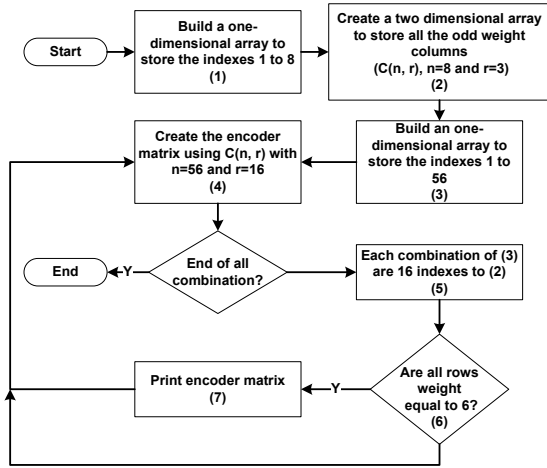 Start
Build a one-
dimensional array to
store the indexes 1 to 8
(1)
Create a two dimensional array
to store all the odd weight
columns
(C(n, r), n=8 and r=3)
(2)
Build an one-
dimensional array to
store the indexes 1 to
56
(3)
Create the encoder
matrix using C(n, r) with
n=56 and r=16
(4)
End of all
combination?
Y
End
Each combination of (3)
are 16 indexes to (2)
(5)
Are all rows
weight
equal to 6?
(6)
Y
Print encoder matrix
(7)